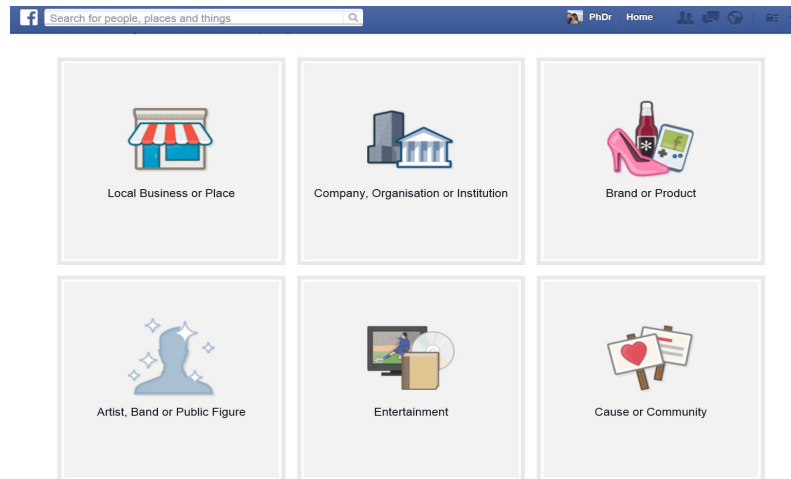 f Search for people, places and things PhDr Home
Local Business or Place
Company, Organisation or Institution
Brand or Product
Artist, Band or Public Figure
Entertainment
Cause or Community